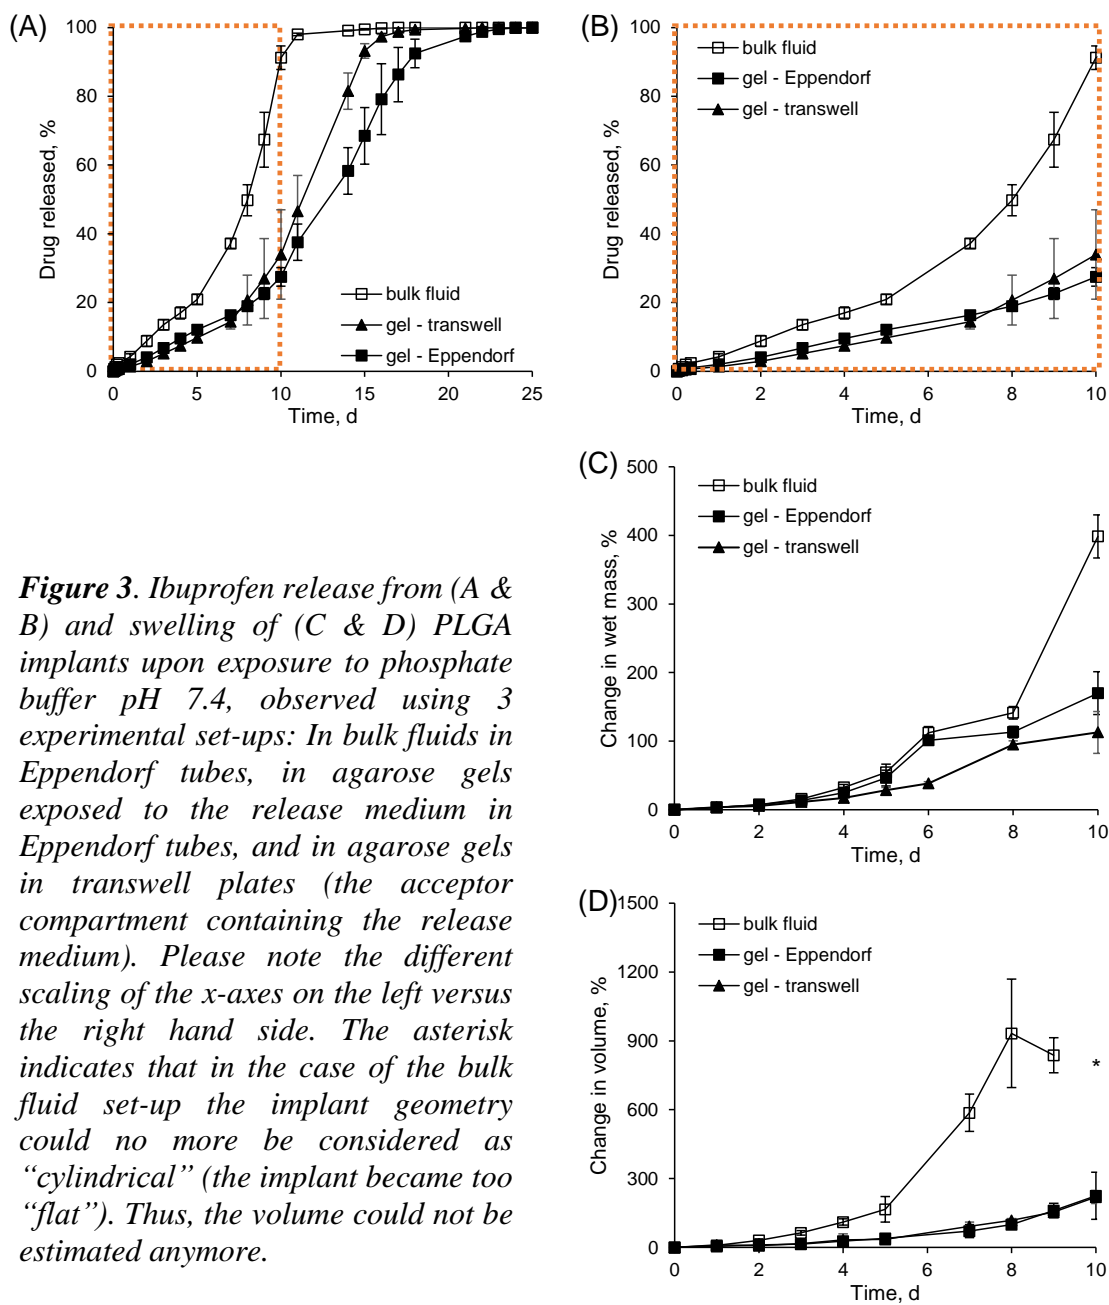 (A)
100
80
60
40
20
0
Drug released, %
bulk fluid
gel - transwell
gel - Eppendorf
0 5 10 15 20 25
Time, d
(B)
100
80
60
40
20
0
Drug released, %
bulk fluid
gel - Eppendorf
gel - transwell
0 2 4 6 8 10
Time, d
(C)
500
400
300
200
100
0
Change in wet mass, %
bulk fluid
gel - Eppendorf
gel - transwell
0 2 4 6 8 10
Time, d
Figure 3. Ibuprofen release from (A &
B) and swelling of (C & D) PLGA
implants upon exposure to phosphate
buffer pH 7.4, observed using 3
experimental set-ups: In bulk fluids in
Eppendorf tubes, in agarose gels
exposed to the release medium in
Eppendorf tubes, and in agarose gels
in transwell plates (the acceptor
compartment containing the release
medium). Please note the different
scaling of the x-axes on the left versus
the right hand side. The asterisk
indicates that in the case of the bulk
fluid set-up the implant geometry
could no more be considered as
“cylindrical” (the implant became too
“flat”). Thus, the volume could not be
estimated anymore.
(D)
1500
1200
900
600
300
0
Change in volume, %
bulk fluid
gel - Eppendorf
gel - transwell
*
0 2 4 6 8 10
Time, d